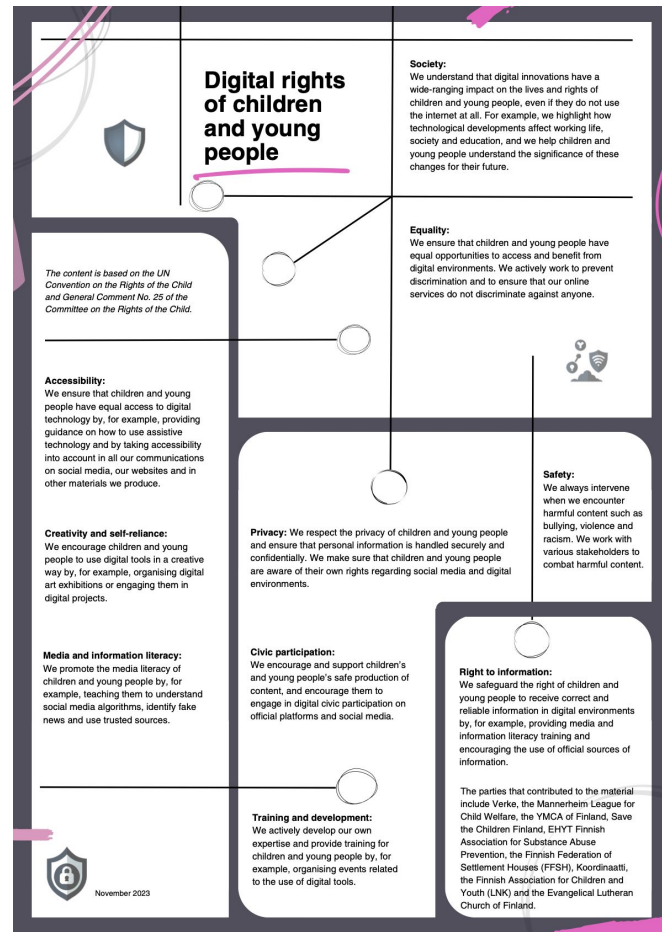 Digital rights
of children
and young
people
Society:
We understand that digital innovations have a
wide-ranging impact on the lives and rights of
children and young people, even if they do not use
the internet at all. For example, we highlight how
technological developments affect working life,
society and education, and we help children and
young people understand the significance of these
changes for their future.
Equality:
We ensure that children and young people have
equal opportunities to access and benefit from
digital environments. We actively work to prevent
discrimination and to ensure that our online
services do not discriminate against anyone.
The content is based on the UN
Convention on the Rights of the Child
and General Comment No. 25 of the
Committee on the Rights of the Child.
Accessibility:
We ensure that children and young
people have equal access to digital
technology by, for example, providing
guidance on how to use assistive
technology and by taking accessibility
into account in all our communications
on social media, our websites and in
other materials we produce.
Creativity and self-reliance:
We encourage children and young
people to use digital tools in a creative
way by, for example, organising digital
art exhibitions or engaging them in
digital projects.
Media and information literacy:
We promote the media literacy of
children and young people by, for
example, teaching them to understand
social media algorithms, identify fake
news and use trusted sources.
November 2023
Privacy: We respect the privacy of children and young people
and ensure that personal information is handled securely and
confidentially. We make sure that children and young people
are aware of their own rights regarding social media and digital
environments.
Civic participation:
We encourage and support children's
and young people's safe production of
content, and encourage them to
engage in digital civic participation on
official platforms and social media.
Training and development:
We actively develop our own
expertise and provide training for
children and young people by, for
example, organising events related
to the use of digital tools.
Safety:
We always intervene
when we encounter
harmful content such as
bullying, violence and
racism. We work with
various stakeholders to
combat harmful content.
Right to information:
We safeguard the right of children and
young people to receive correct and
reliable information in digital environments
by, for example, providing media and
information literacy training and
encouraging the use of official sources of
information.
The parties that contributed to the material
include Verke, the Mannerheim League for
Child Welfare, the YMCA of Finland, Save
the Children Finland, EHYT Finnish
Association for Substance Abuse
Prevention, the Finnish Federation of
Settlement Houses (FFSH), Koordinaatti,
the Finnish Association for Children and
Youth (LNK) and the Evangelical Lutheran
Church of Finland.